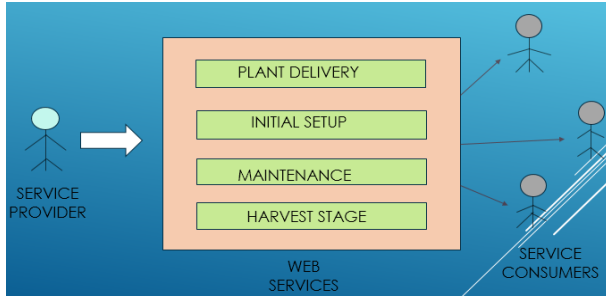 PLANT DELIVERY
INITIAL SETUP
MAINTENANCE
HARVEST STAGE
SERVICE
PROVIDER
WEB
SERVICES
SERVICE
CONSUMERS